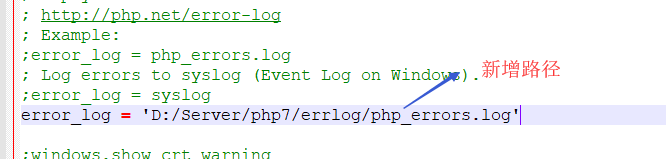 ; http://php.net/error-log
; Example:
;error_log = php_errors.log
; Log errors to syslog (Event Log on Windows).
新增路径
;error_log = syslog
error_log = 'D:/Server/php7/errlog/php_errors.log'
;windows.show_crt_warning